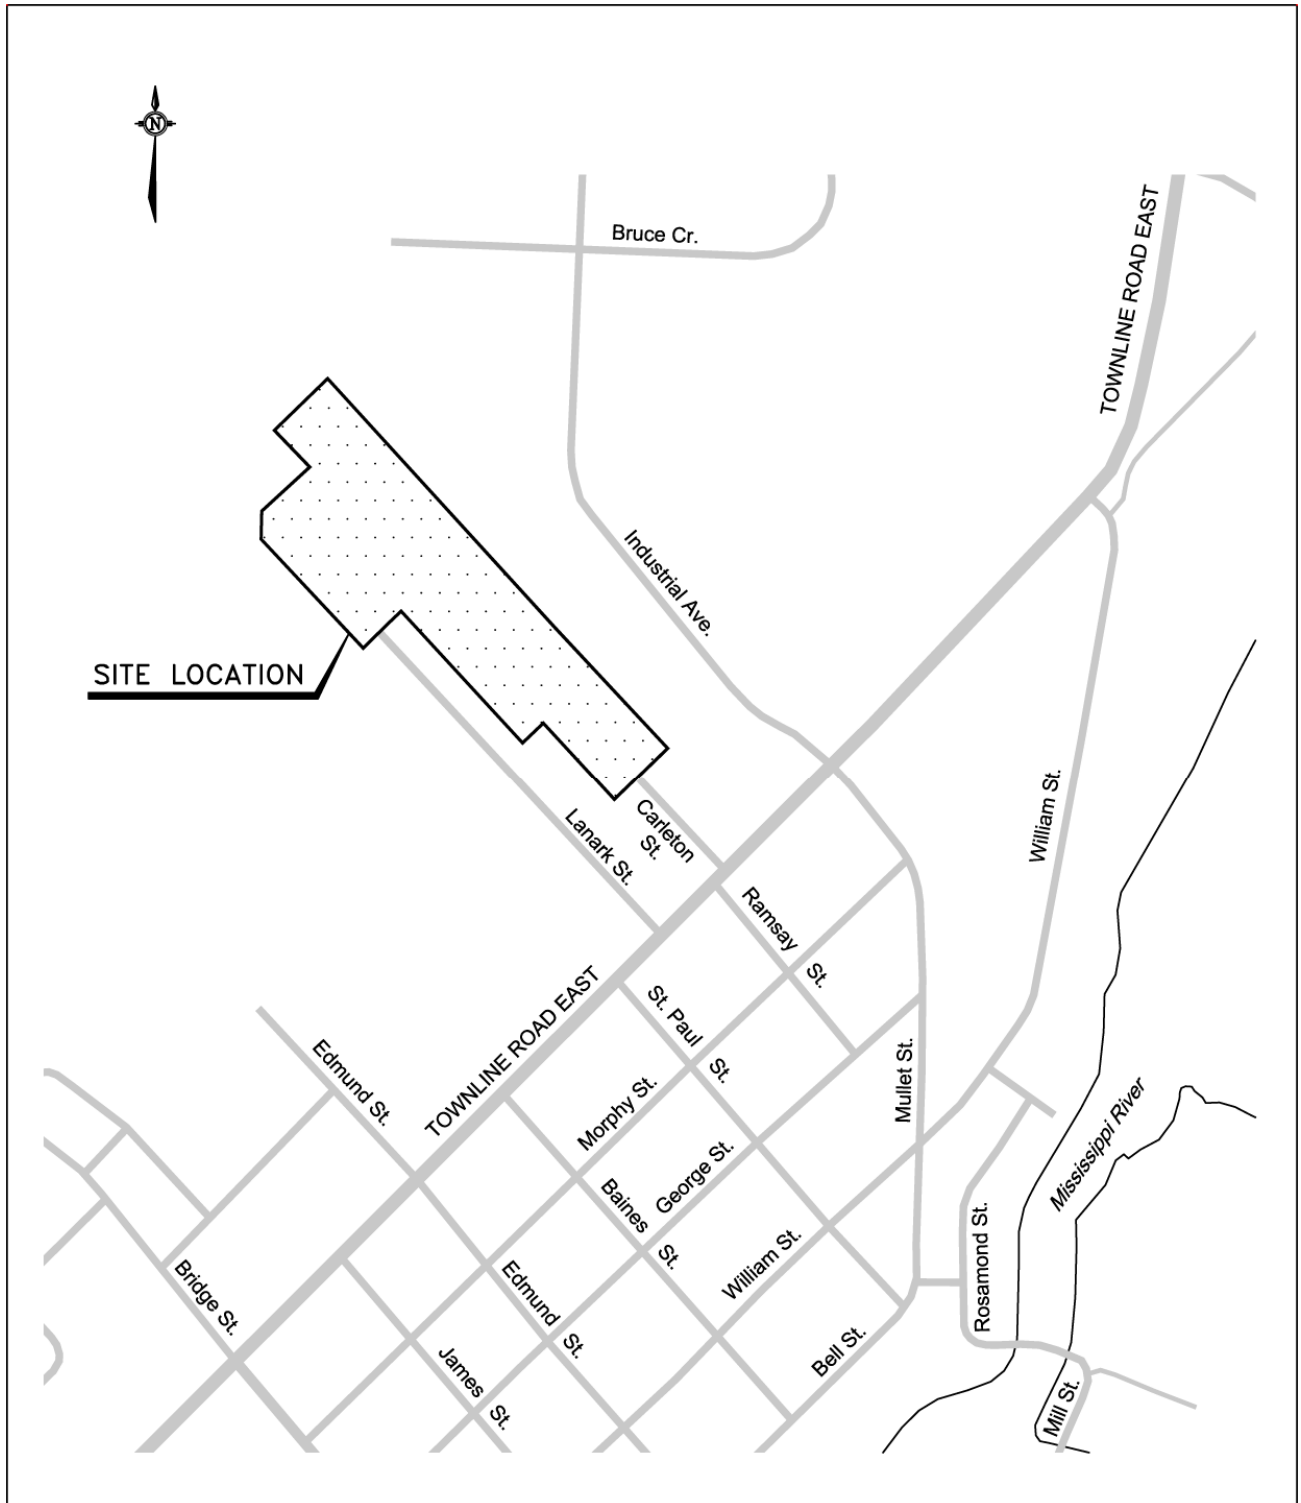 N
Bruce Cr.
TOWNLINE ROAD EAST
Industrial Ave.
SITE LOCATION
William St.
Carleton
St.
Lanark St.
Ramsay
St.
St. Paul
St.
TOWNLINE ROAD EAST
Edmund St.
Mullet St.
Morphy St.
Mississippi River
George St.
Baines
St.
William St.
Rosamond St.
Bridge St.
Edmund
St.
Bell St.
James
St.
Mill St.